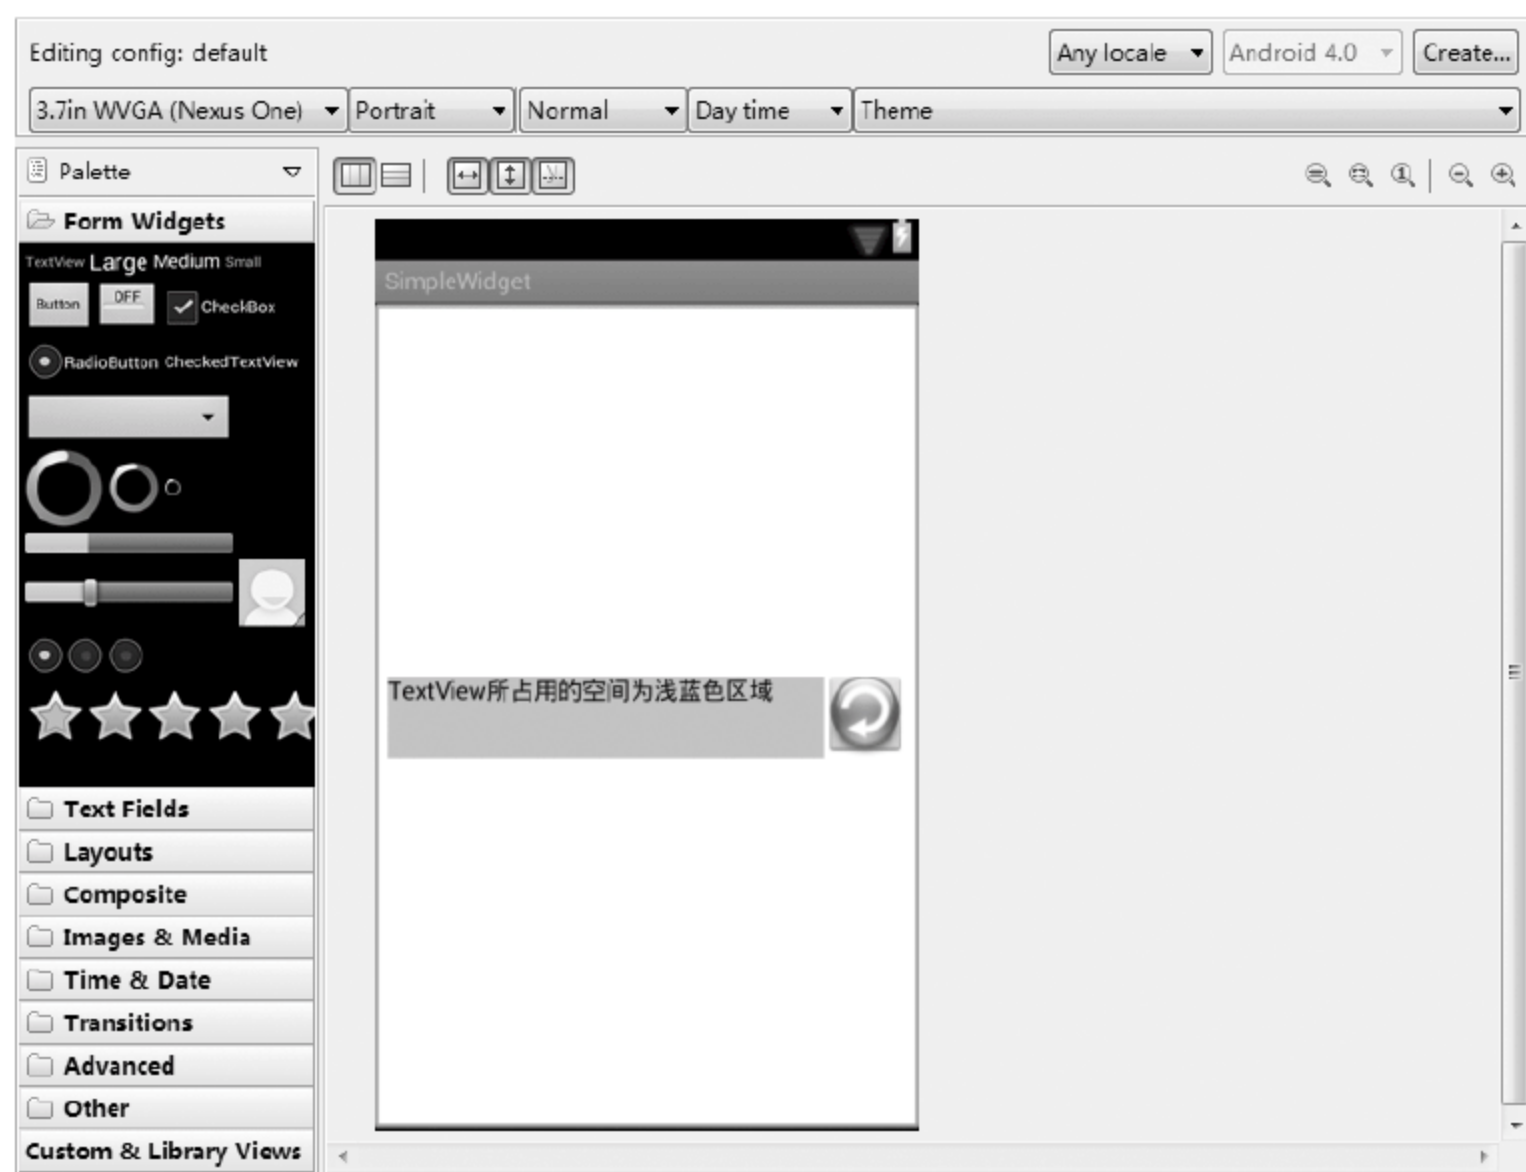 Editing config: default
Any locale
Android 4.0
Create...
3.7in WVGA (Nexus One)
Portrait
Normal
Day time
Theme
Palette
Form Widgets
TextView Large Medium Small
Button
OFF
CheckBox
RadioButton CheckedTextView
SimpleWidget
TextView所占用的空间为浅蓝色区域
Text Fields
Layouts
Composite
Images & Media
Time & Date
Transitions
Advanced
Other
Custom & Library Views